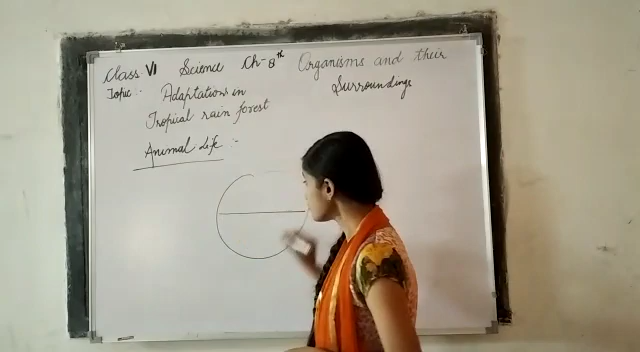 Class VI Science Ch-8th Organisms and their
Surroundings
Topic :- Adaptations in
Tropical rain forest
Animal Life :-